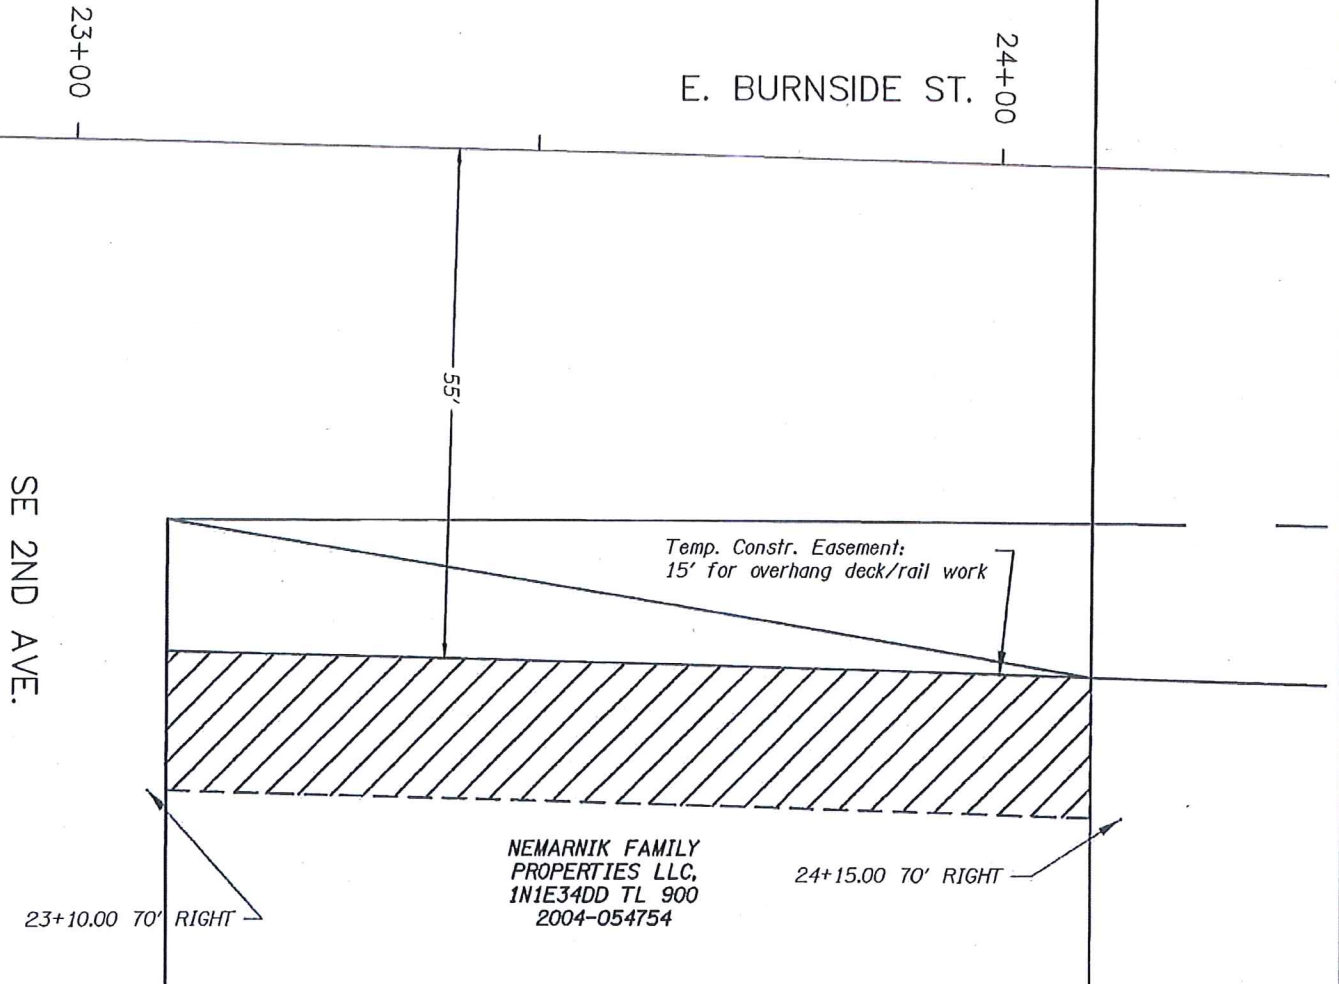 23+00
E. BURNSIDE ST.
24+00
55'
SE 2ND AVE.
Temp. Constr. Easement:
15' for overhang deck/rail work
NEMARNIK FAMILY
PROPERTIES LLC,
1N1E34DD TL 900
2004-054754
24+15.00 70' RIGHT
23+10.00 70' RIGHT